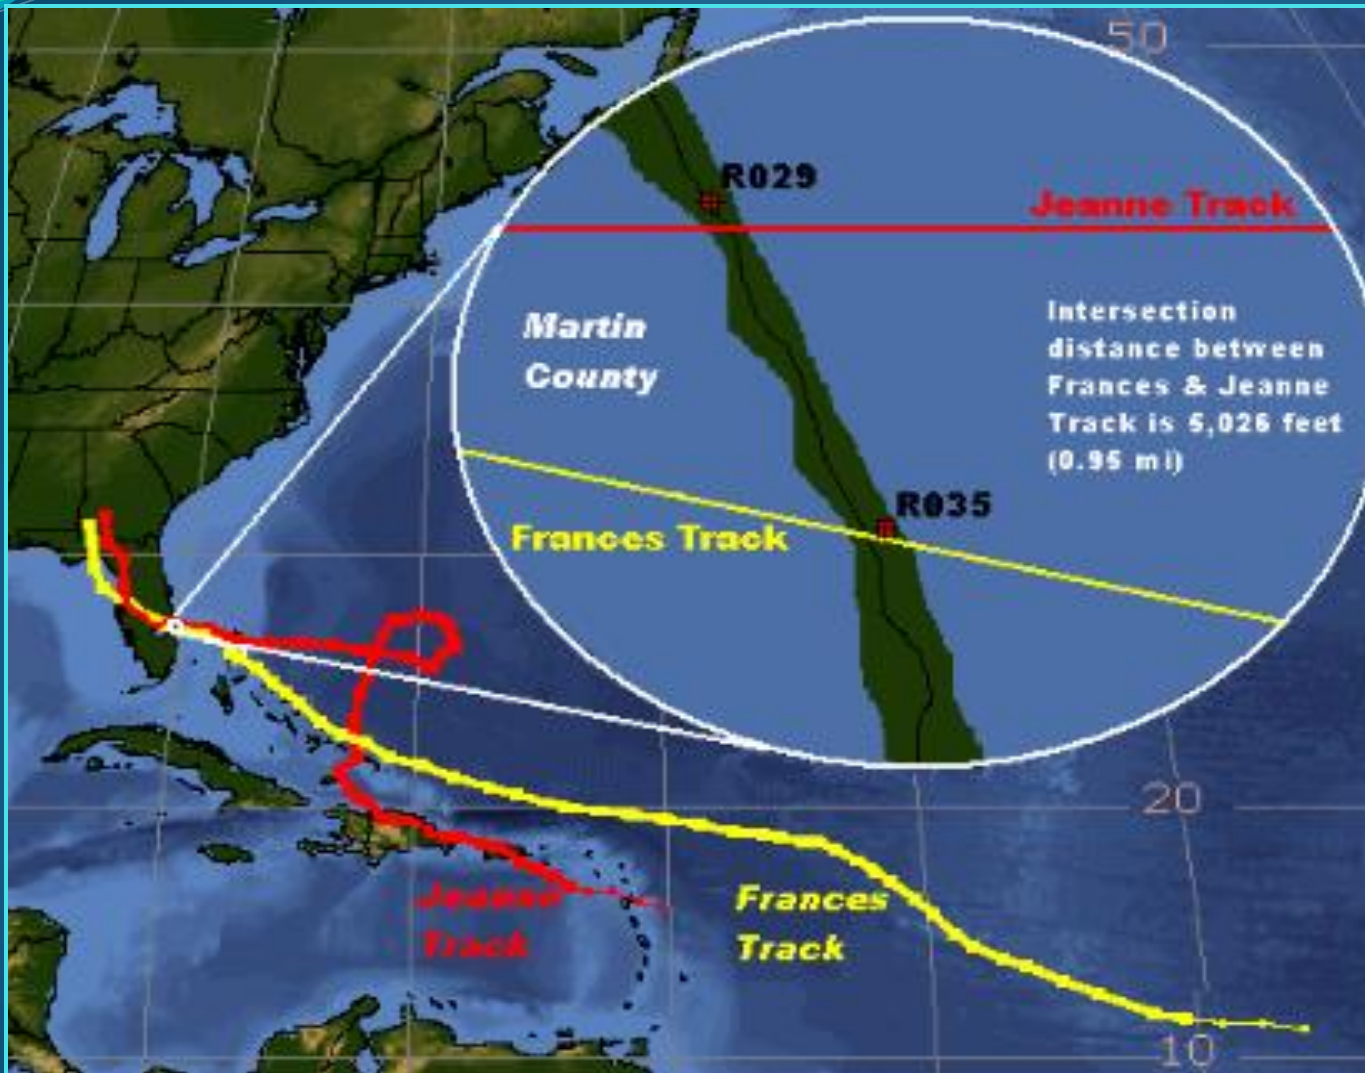 50
R029
Jeanne Track
Intersection
distance between
Frances & Jeanne
Track is 5,026 feet
(0.95 mi)
Martin
County
R035
Frances Track
20
Jeanne
Track
Frances
Track
10